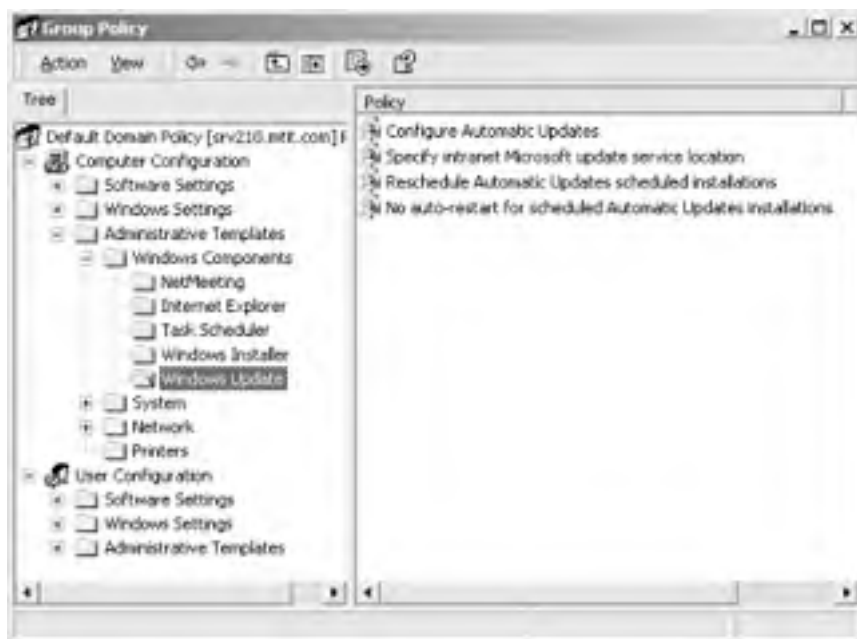 Group Policy
Action View
Tree
Default Domain Policy [srv210.mtit.com] P
Computer Configuration
Software Settings
Windows Settings
Administrative Templates
Windows Components
NetMeeting
Internet Explorer
Task Scheduler
Windows Installer
Windows Update
System
Network
Printers
User Configuration
Software Settings
Windows Settings
Administrative Templates
Policy
Configure Automatic Updates
Specify intranet Microsoft update service location
Reschedule Automatic Updates scheduled installations
No auto-restart for scheduled Automatic Updates installations